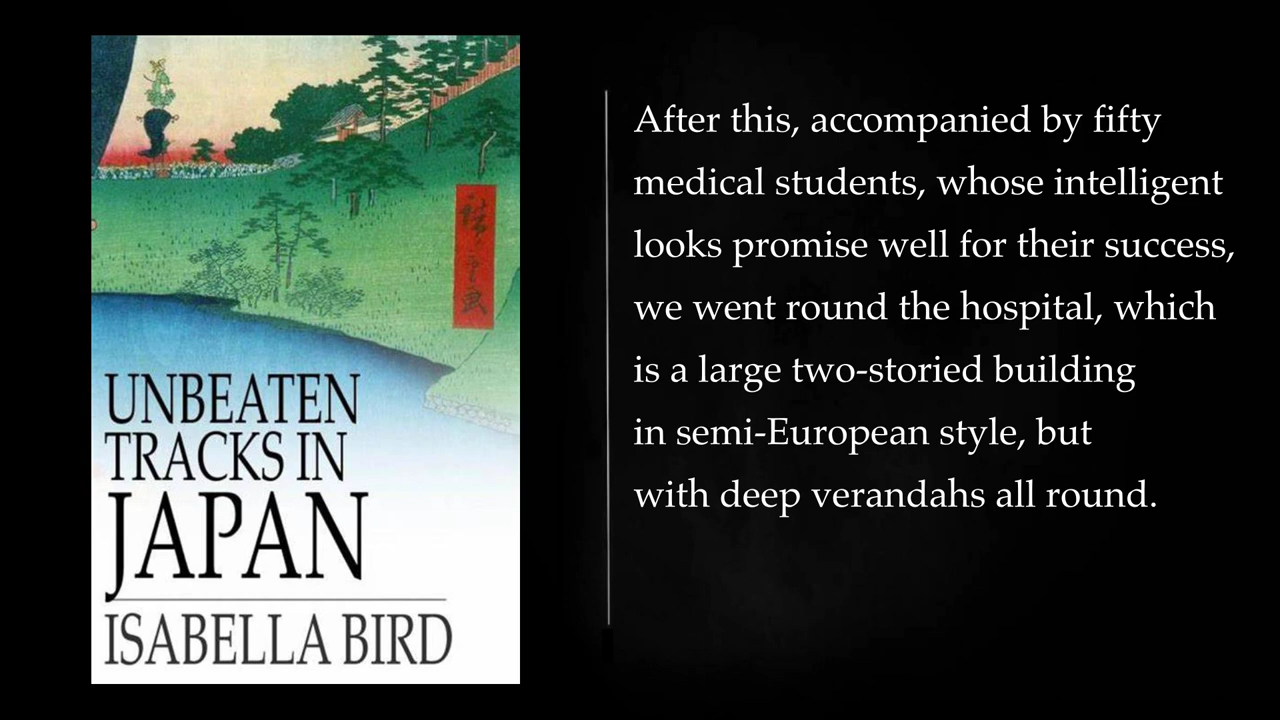 UNBEATEN
TRACKS IN
JAPAN
ISABELLA BIRD
After this, accompanied by fifty
medical students, whose intelligent
looks promise well for their success,
we went round the hospital, which
is a large two-storied building
in semi-European style, but
with deep verandahs all round.